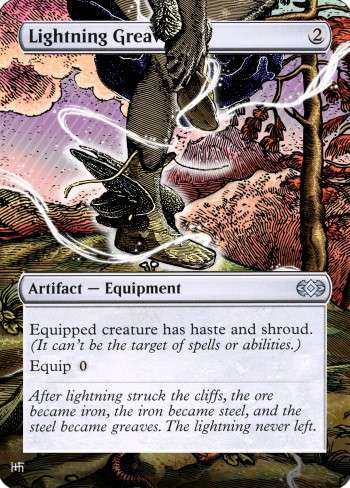 Lightning Grea
2
Artifact — Equipment
Equipped creature has haste and shroud.
(It can't be the target of spells or abilities.)
Equip 0
After lightning struck the cliffs, the ore
became iron, the iron became steel, and the
steel became greaves. The lightning never left.